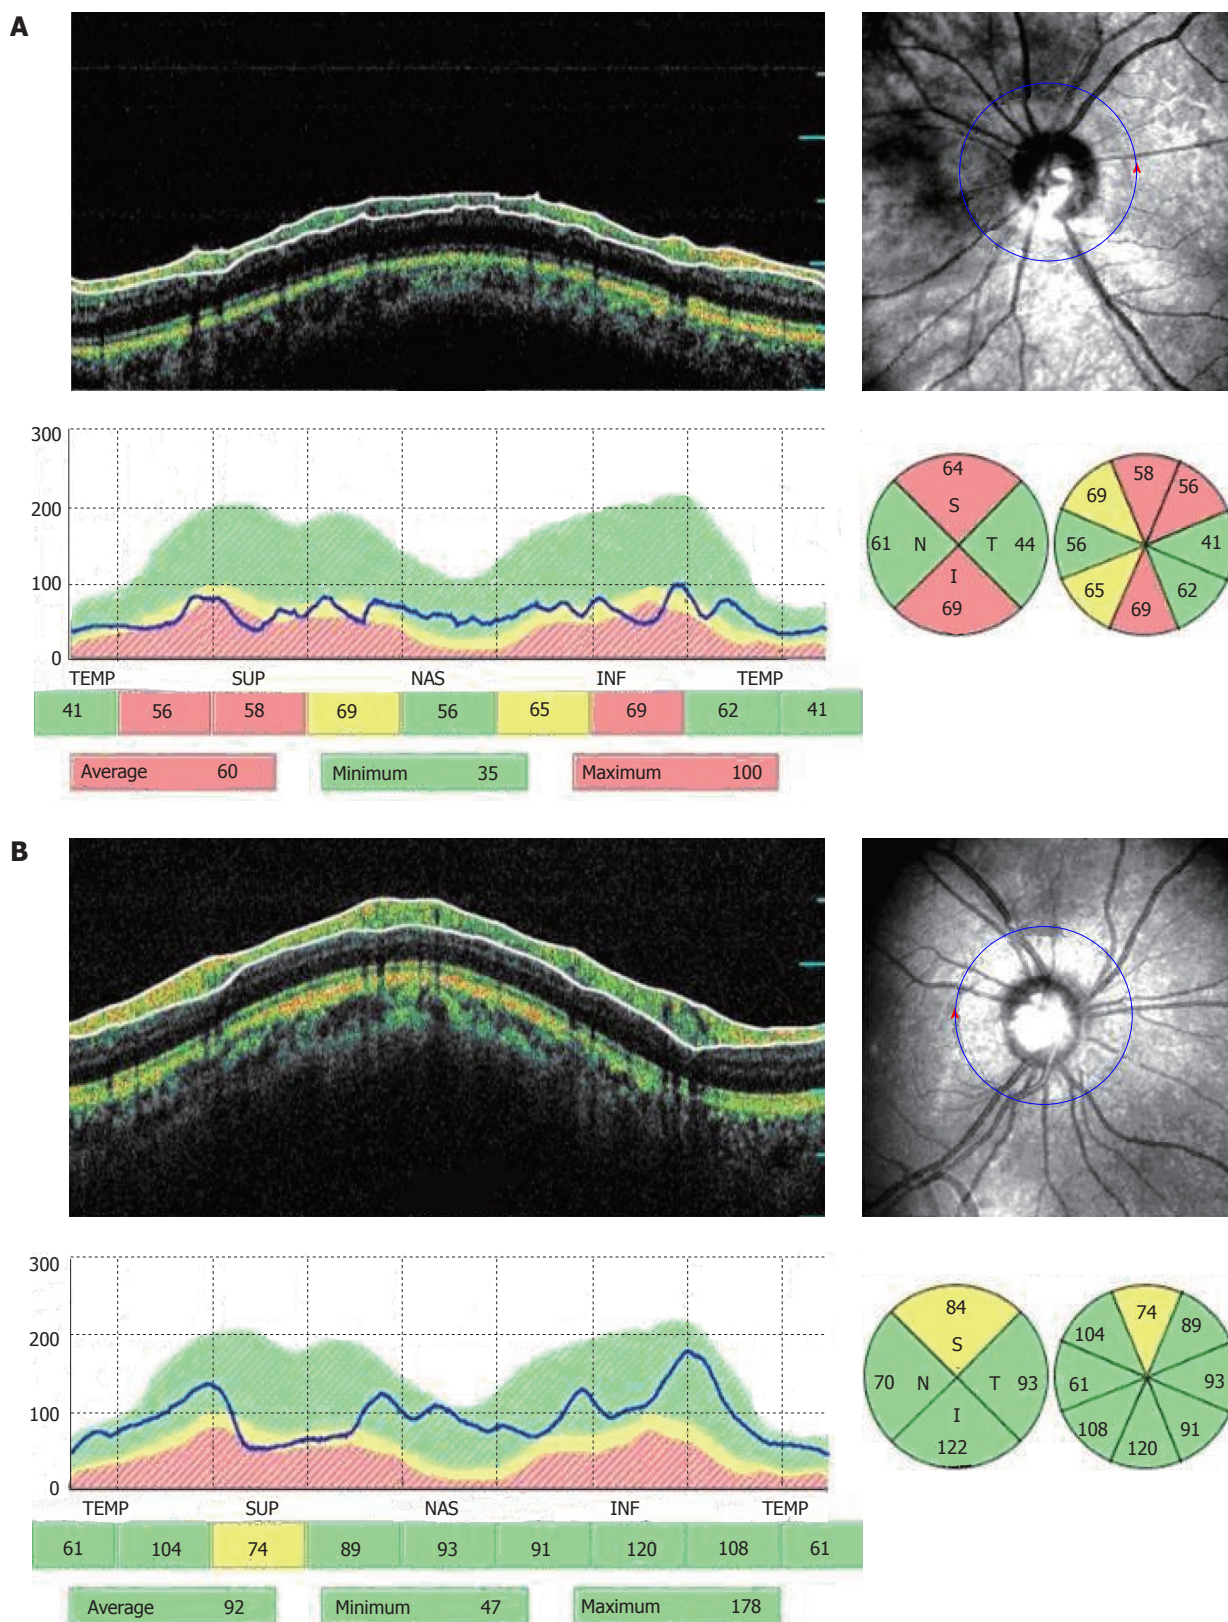 A
300
200
100
0
TEMP SUP NAS INF TEMP
41 56 58 69 56 65 69 62 41
Average 60 Minimum 35 Maximum 100
64
S
61 N T 44
I
69
58
69 56
56 41
65 62
69
B
300
200
100
0
TEMP SUP NAS INF TEMP
61 104 74 89 93 91 120 108 61
Average 92 Minimum 47 Maximum 178
84
S
70 N T 93
I
122
74
104 89
61 93
108 91
120